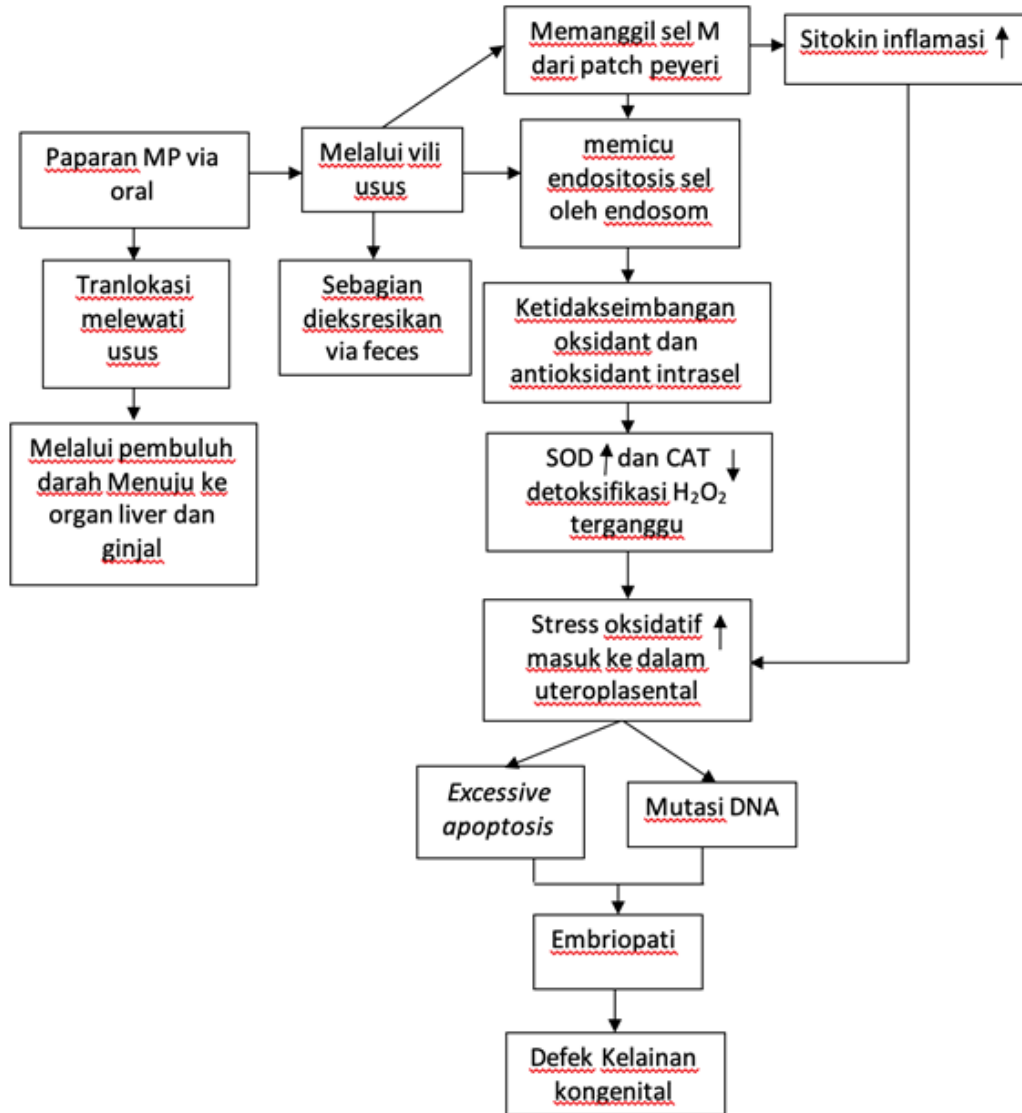 Memanggil sel M
dari patch peyeri
Sitokin inflamasi ↑
Paparan MP via
oral
Melalui vili
usus
memicu
endositosis sel
oleh endosom
Tranlokasi
melewati
usus
Sebagian
dieksresikan
via feces
Ketidakseimbangan
oksidant dan
antioksidant intrasel
Melalui pembuluh
darah Menuju ke
organ liver dan
ginjal
SOD ↑ dan CAT ↓
detoksifikasi H₂O₂
terganggu
Stress oksidatif ↑
masuk ke dalam
uteroplasental
Excessive
apoptosis
Mutasi DNA
Embriopati
Defek Kelainan
kongenital